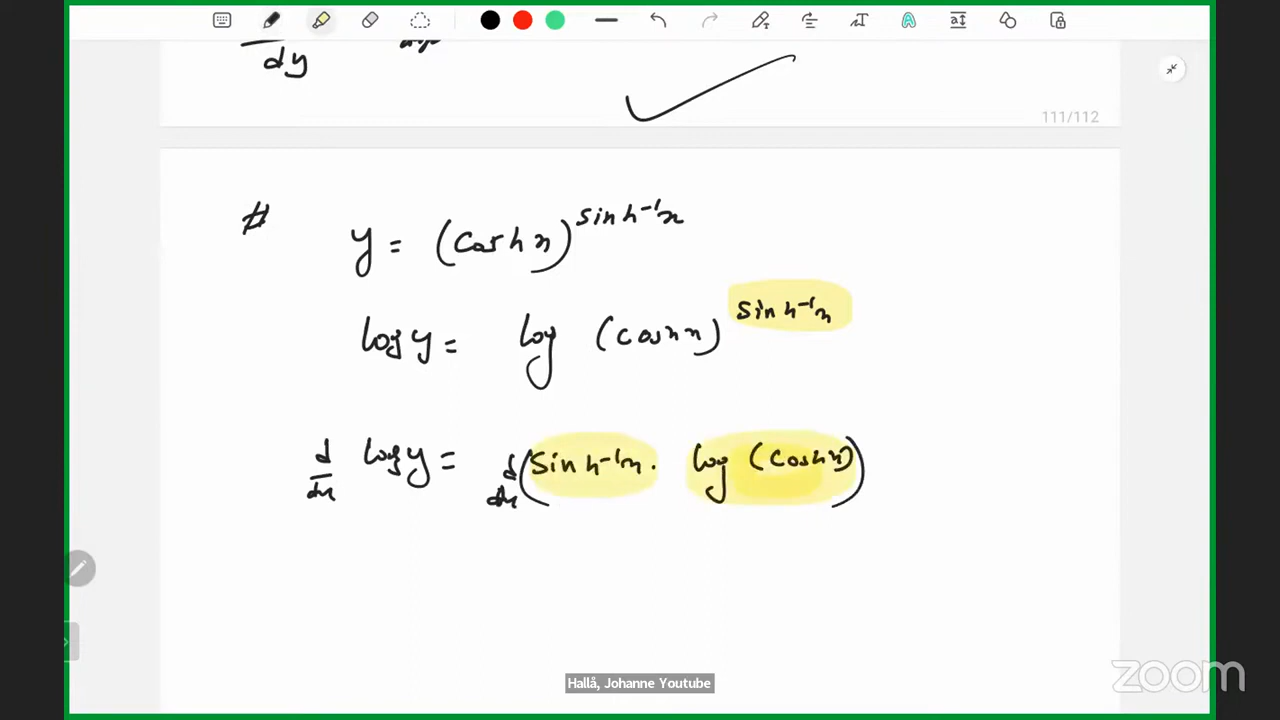 dy
111/112
# y = (Cosh x)^sinh⁻¹x
log y = log (Cosh x)^sinh⁻¹x
d/dx log y = d/dx (Sinh⁻¹x. log (Cosh x))
Hallå, Johanne Youtube
zoom